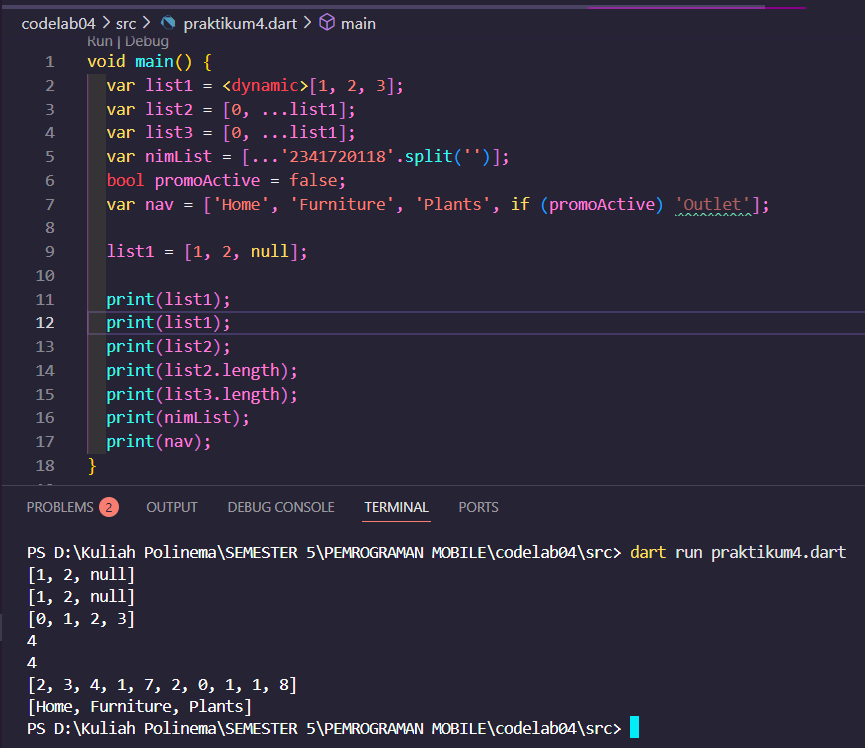 codelab04 > src > praktikum4.dart > main
Run | Debug
1 void main() {
2 var list1 = <dynamic>[1, 2, 3];
3 var list2 = [0, ...list1];
4 var list3 = [0, ...list1];
5 var nimList = [...'2341720118'.split('')];
6 bool promoActive = false;
7 var nav = ['Home', 'Furniture', 'Plants', if (promoActive) 'Outlet'];
8
9 list1 = [1, 2, null];
10
11 print(list1);
12 print(list1);
13 print(list2);
14 print(list2.length);
15 print(list3.length);
16 print(nimList);
17 print(nav);
18 }
PROBLEMS 2 OUTPUT DEBUG CONSOLE TERMINAL PORTS
PS D:\Kuliah Polinema\SEMESTER 5\PEMROGRAMAN MOBILE\codelab04\src> dart run praktikum4.dart
[1, 2, null]
[1, 2, null]
[0, 1, 2, 3]
4
4
[2, 3, 4, 1, 7, 2, 0, 1, 1, 8]
[Home, Furniture, Plants]
PS D:\Kuliah Polinema\SEMESTER 5\PEMROGRAMAN MOBILE\codelab04\src>